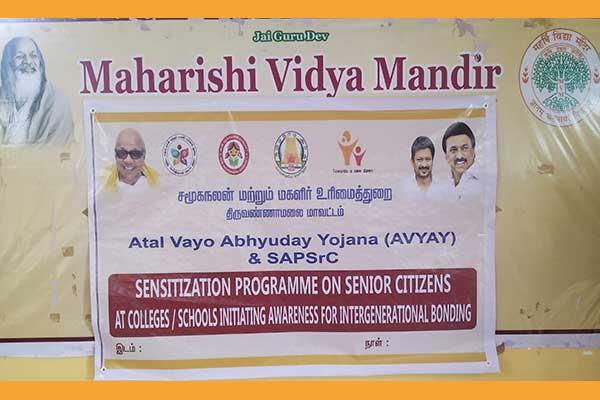 Jai Guru Dev
Maharishi Vidya Mandir
महर्षि विद्या मंदिर
சமூகநலன் மற்றும் மகளிர் உரிமைத்துறை
திருவண்ணாமலை மாவட்டம்
Atal Vayo Abhyuday Yojana (AVYAY)
& SAPSrC
SENSITIZATION PROGRAMME ON SENIOR CITIZENS
AT COLLEGES / SCHOOLS INITIATING AWARENESS FOR INTERGENERATIONAL BONDING
இடம் :
நாள் :